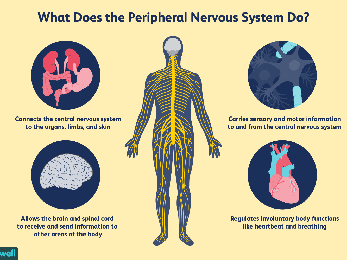 What Does the Peripheral Nervous System Do?
Connects the central nervous system
to the organs, limbs, and skin
Carries sensory and motor information
to and from the central nervous system
Allows the brain and spinal cord
to receive and send information to
other areas of the body
Regulates involuntary body functions
like heartbeat and breathing
well